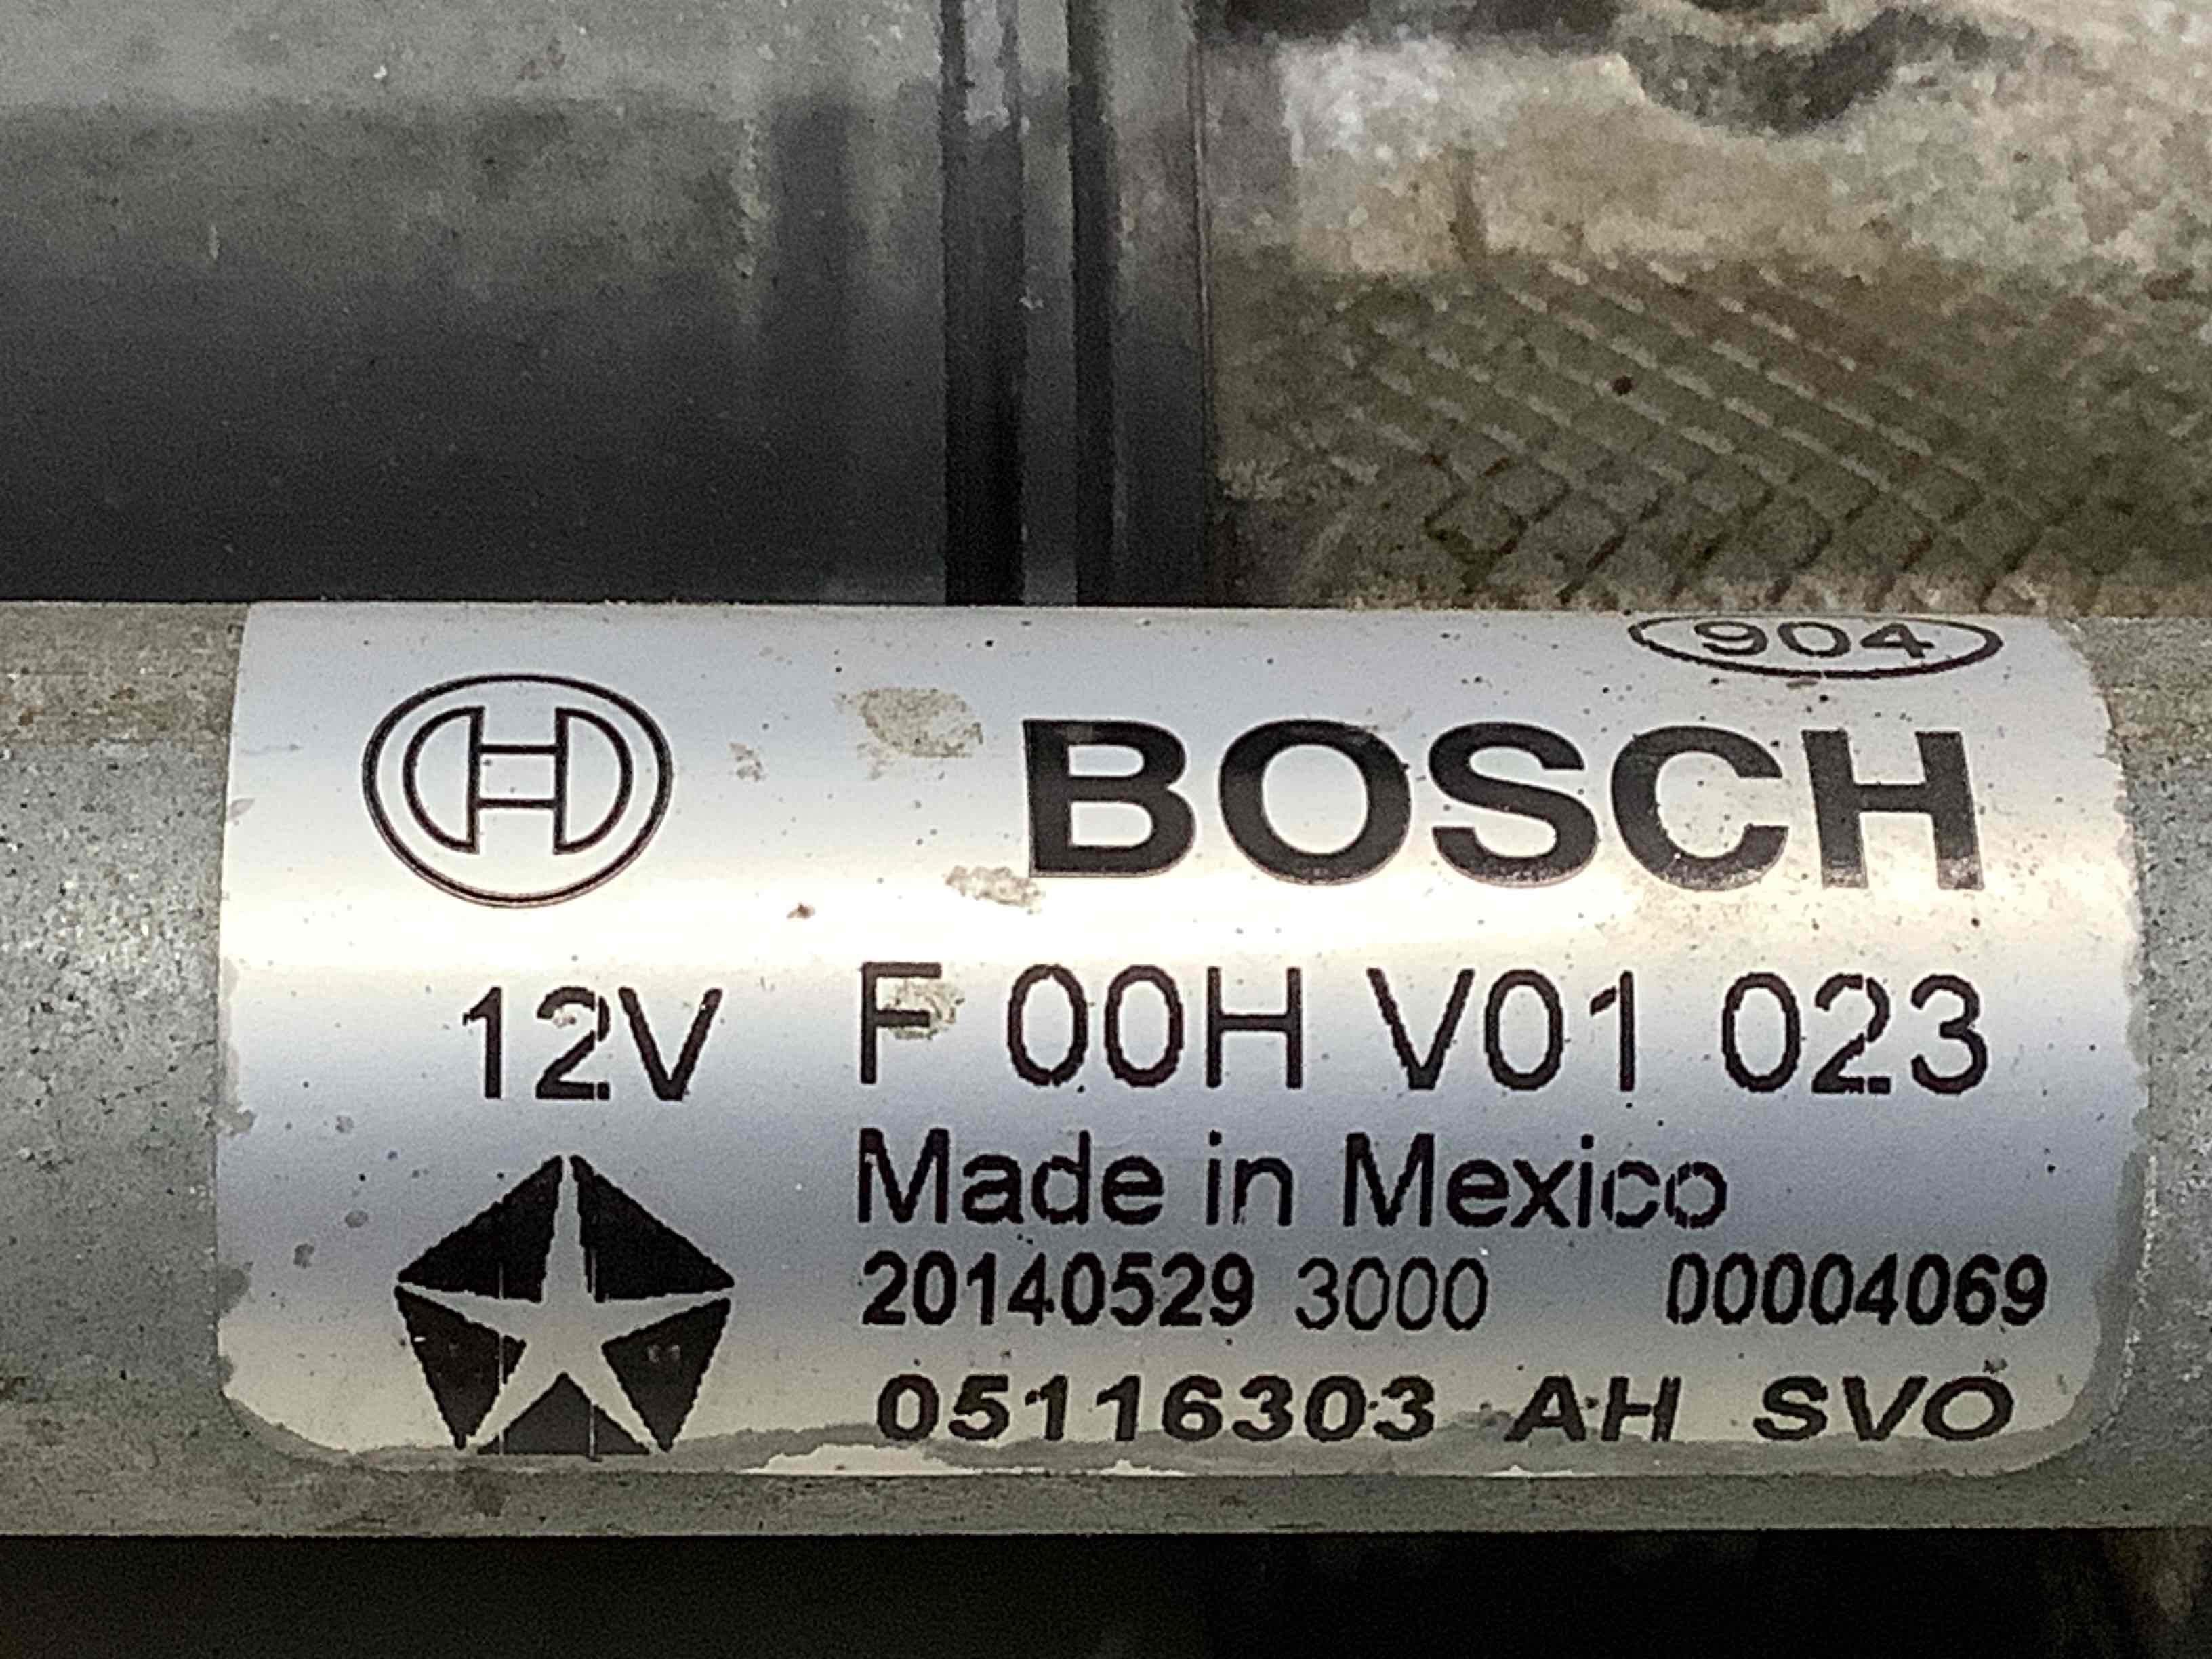 904
BOSCH
12V F 00H V01 023
Made in Mexico
20140529 3000 00004069
05116303 AH SVO